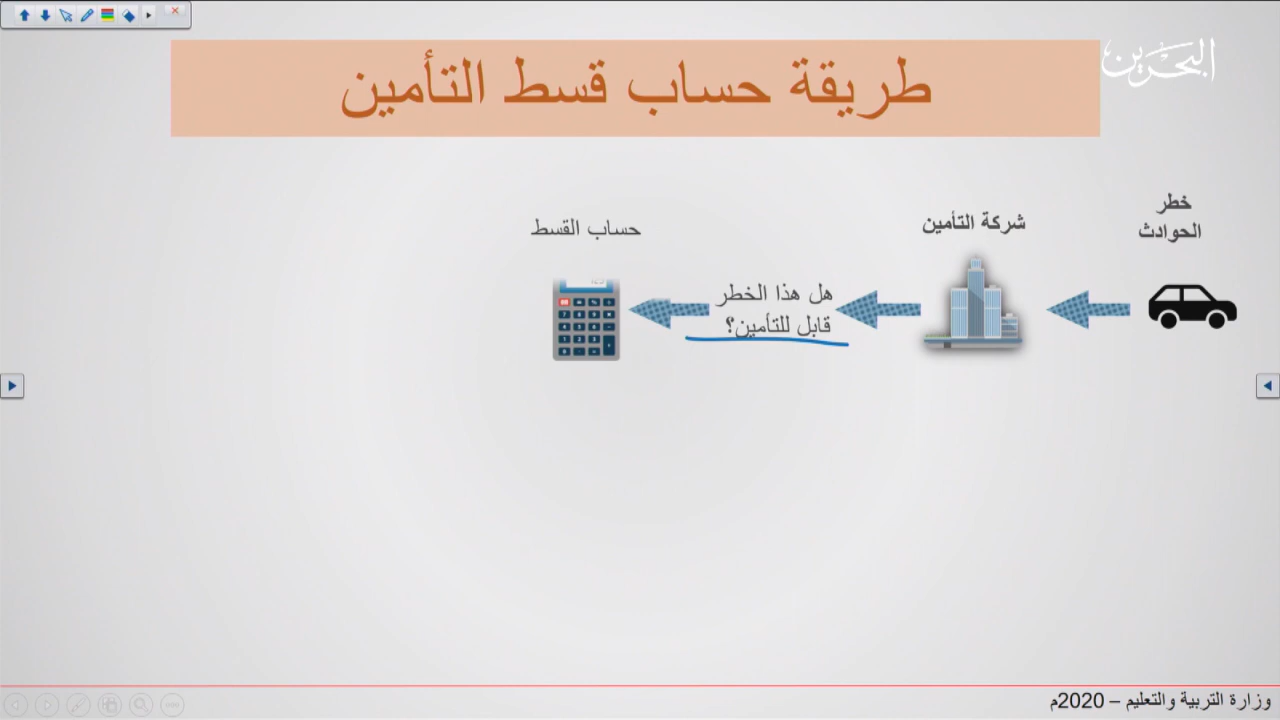 البحرين
طريقة حساب قسط التأمين
خطر
الحوادث
شركة التأمين
هل هذا الخطر
قابل للتأمين؟
حساب القسط
وزارة التربية والتعليم – 2020م